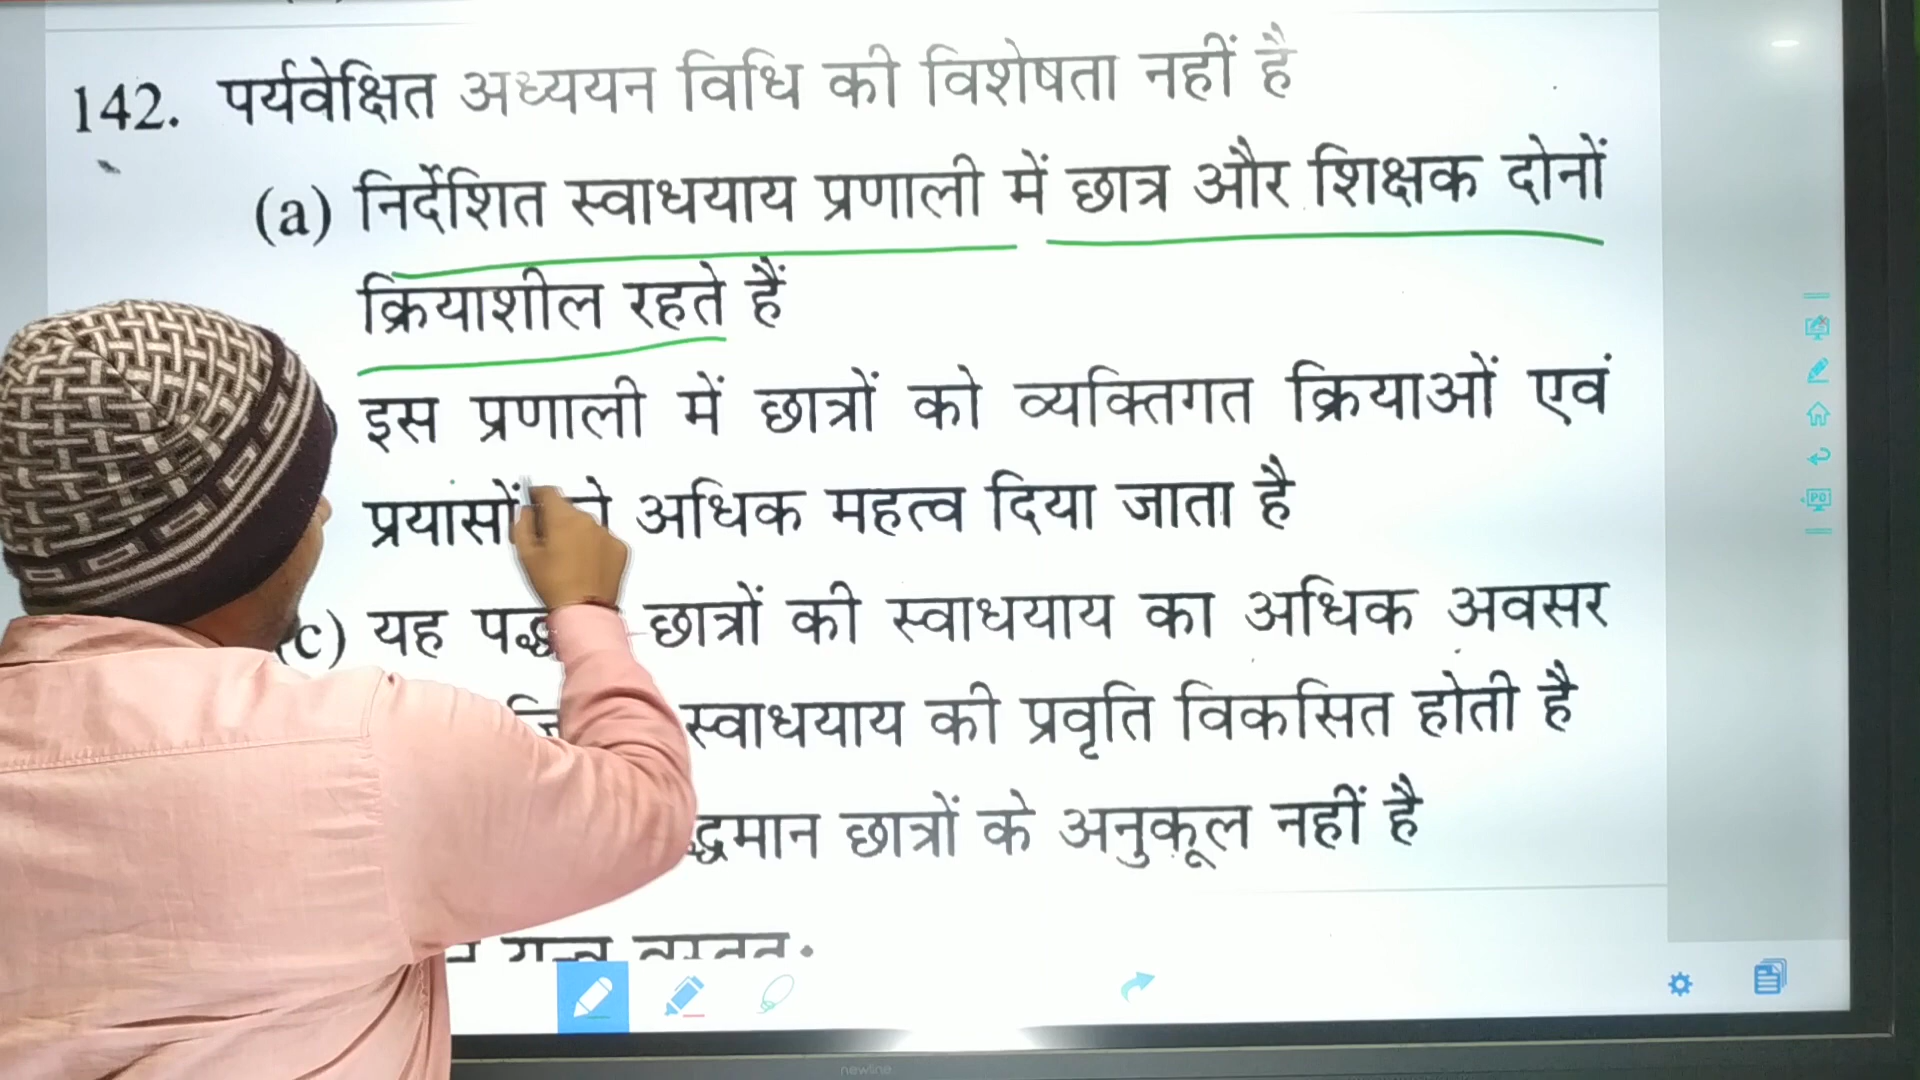 142. पर्यवेक्षित अध्ययन विधि की विशेषता नहीं है
(a) निर्देशित स्वाधयाय प्रणाली में छात्र और शिक्षक दोनों
क्रियाशील रहते हैं
इस प्रणाली में छात्रों को व्यक्तिगत क्रियाओं एवं
प्रयासों अधिक महत्व दिया जाता है
(c) यह छात्रों की स्वाधयाय का अधिक अवसर
स्वाधयाय की प्रवृति विकसित होती है
छात्रों के अनुकूल नहीं है
newline